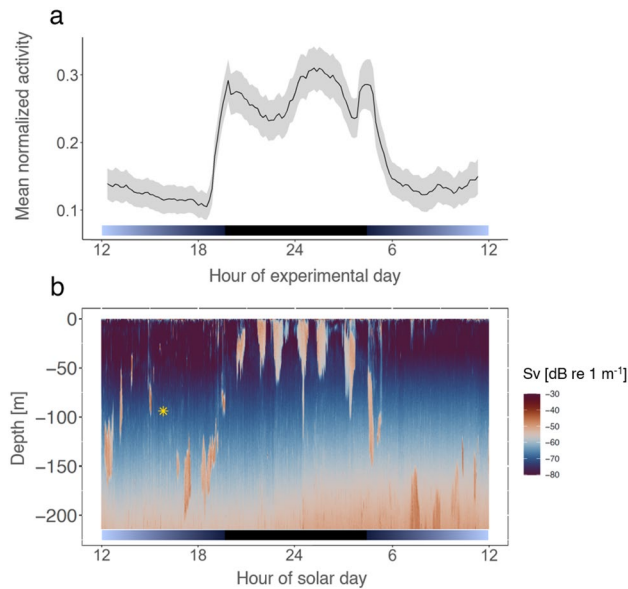 a
Mean normalized activity
0.3
0.2
0.1
12 18 24 6 12
Hour of experimental day
b
Depth [m]
0
−50
−100
−150
−200
12 18 24 6 12
Hour of solar day
Sv [dB re 1 m⁻¹]
−30
−40
−50
−60
−70
−80